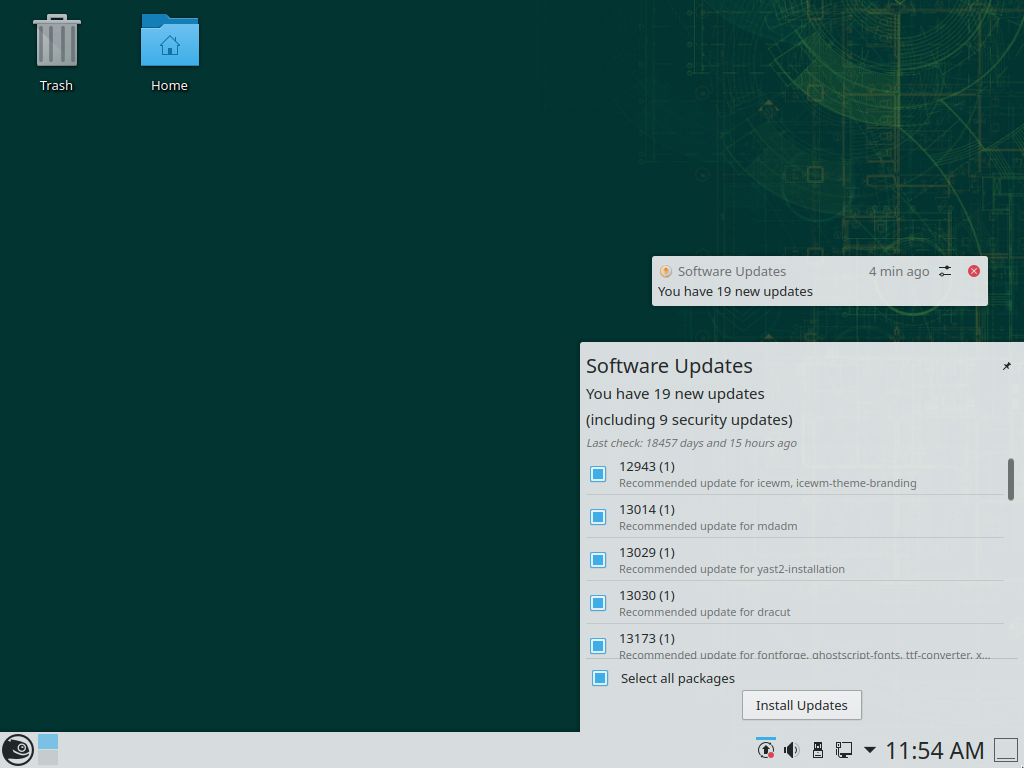 Trash
Home
Software Updates 4 min ago
You have 19 new updates
Software Updates
You have 19 new updates
(including 9 security updates)
Last check: 18457 days and 15 hours ago
12943 (1)
Recommended update for icewm, icewm-theme-branding
13014 (1)
Recommended update for mdadm
13029 (1)
Recommended update for yast2-installation
13030 (1)
Recommended update for dracut
13173 (1)
Recommended update for fontforge, ghostscript-fonts, ttf-converter, x...
Select all packages
Install Updates
11:54 AM